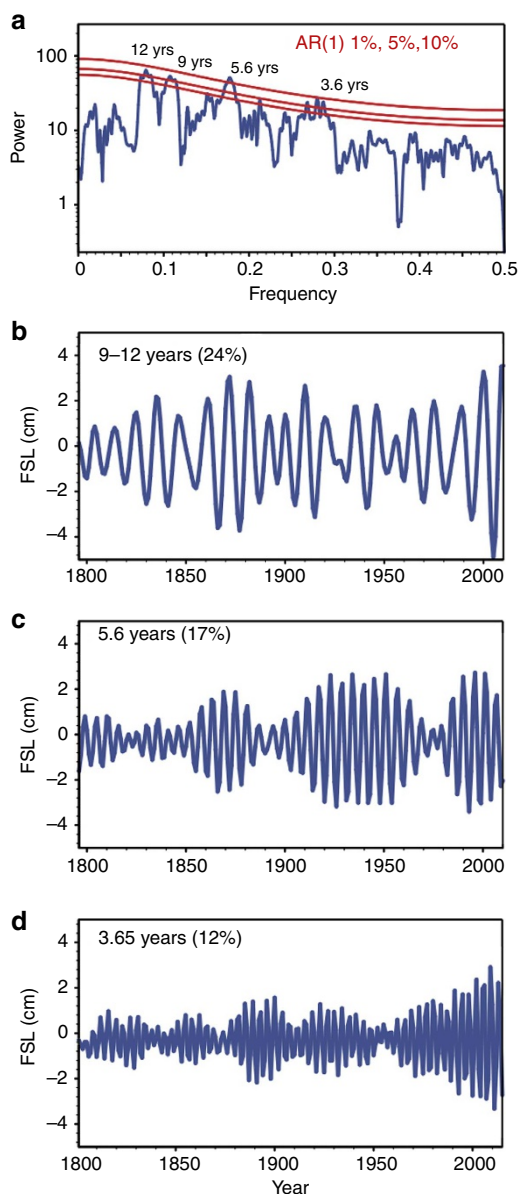 a
12 yrs
9 yrs
5.6 yrs
3.6 yrs
AR(1) 1%, 5%,10%
Power
100
10
1
0 0.1 0.2 0.3 0.4 0.5
Frequency
b
9–12 years (24%)
FSL (cm)
4
2
0
−2
−4
1800 1850 1900 1950 2000
c
5.6 years (17%)
FSL (cm)
4
2
0
−2
−4
1800 1850 1900 1950 2000
d
3.65 years (12%)
FSL (cm)
4
2
0
−2
−4
1800 1850 1900 1950 2000
Year